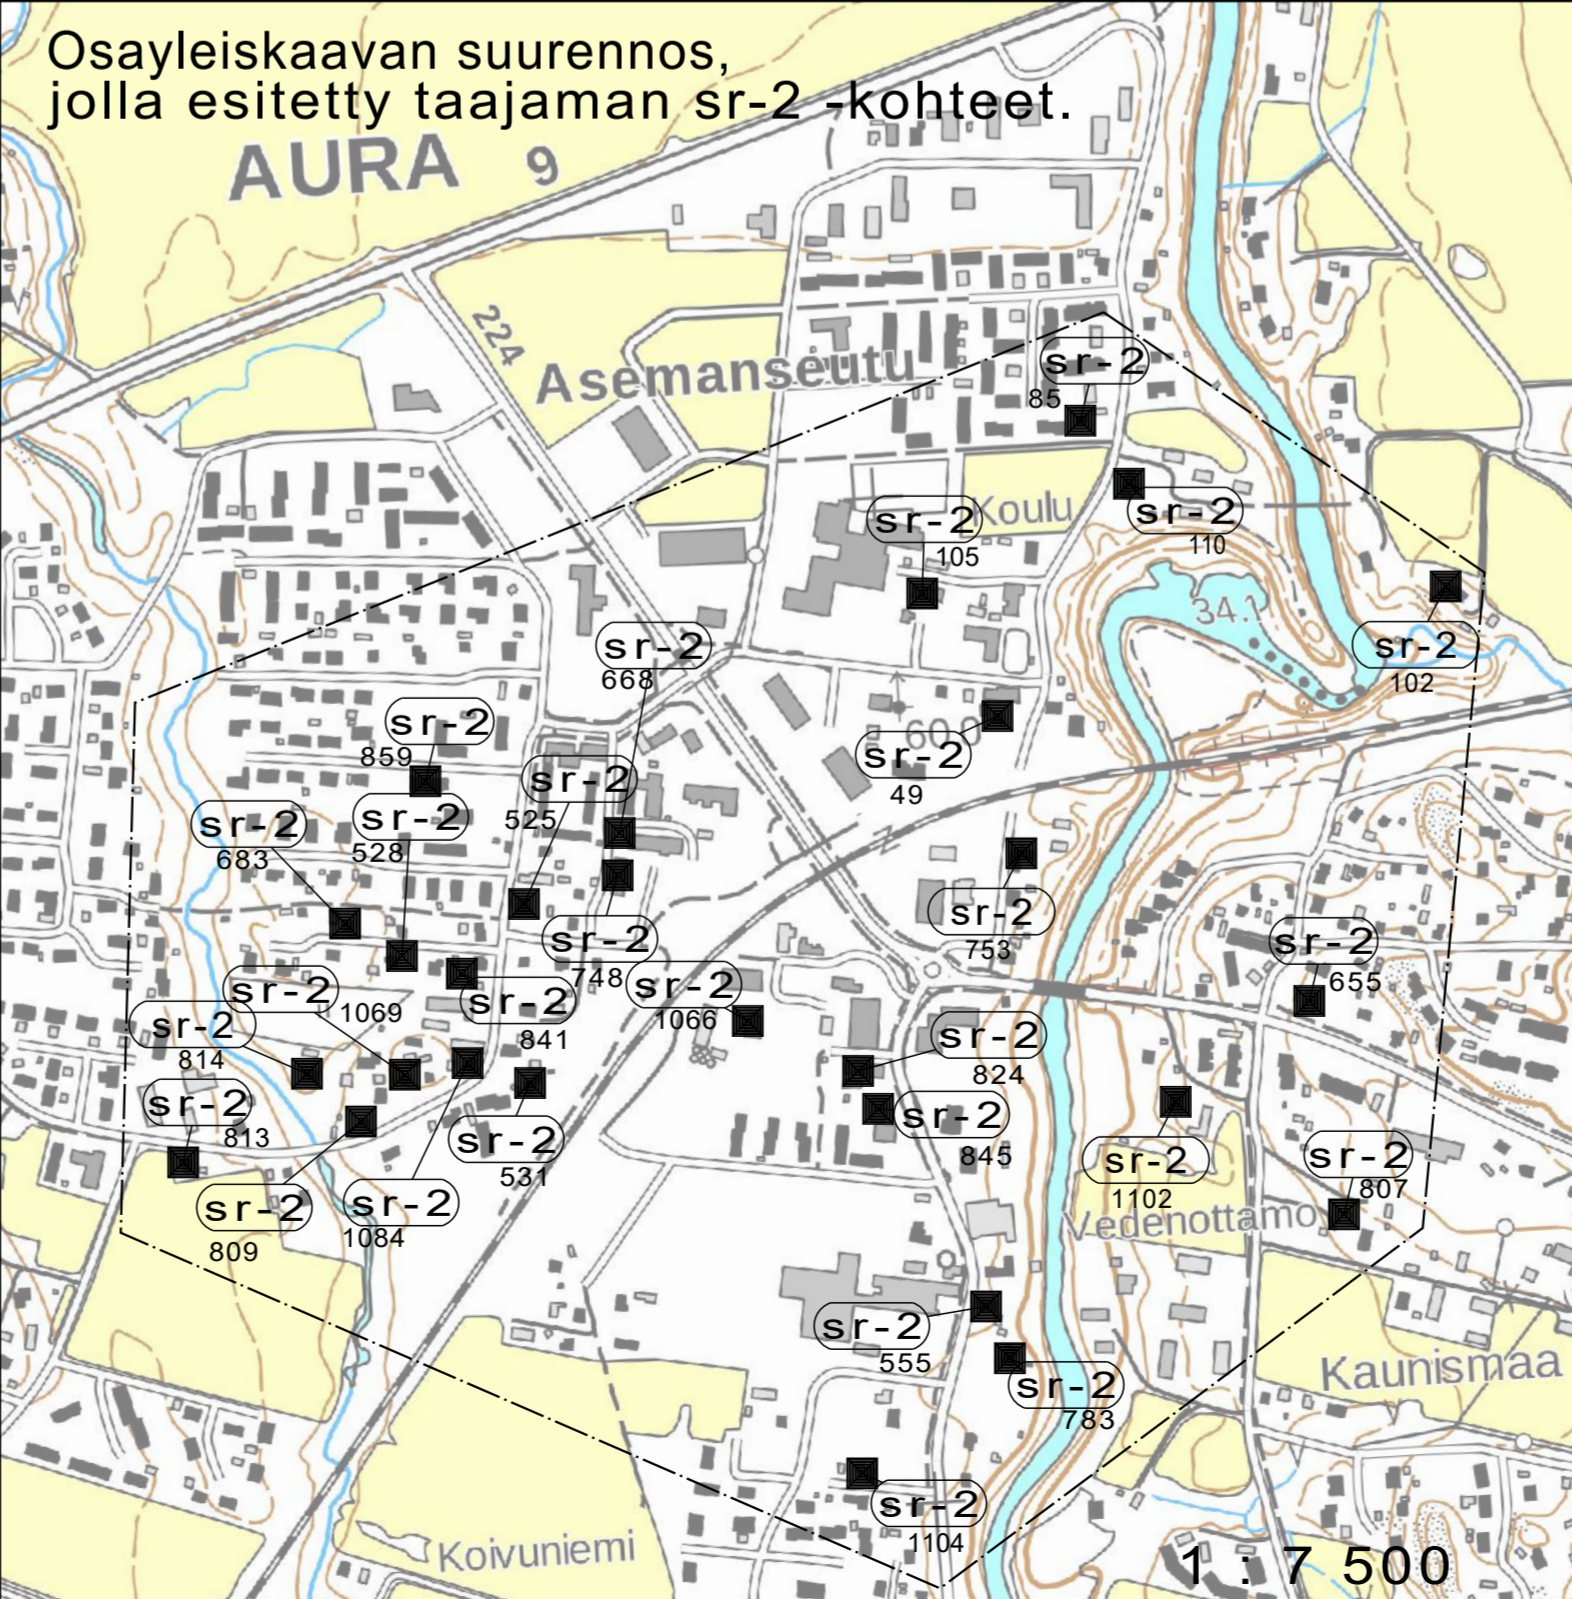 Osayleiskaavan suurennos,
jolla esitetty taajaman sr-2 -kohteet.
AURA 9
224
Asemanseutu
sr-2
85
Koulu
sr-2
105
sr-2
110
34.1
sr-2
102
sr-2
668
sr-2
859
sr-2
49
sr-2
525
sr-2
683
sr-2
528
sr-2
753
sr-2
748
sr-2
655
sr-2
1069
sr-2
841
sr-2
1066
sr-2
814
sr-2
824
sr-2
813
sr-2
845
sr-2
531
sr-2
1102
sr-2
807
sr-2
809
sr-2
1084
Vedenottamo
sr-2
555
sr-2
783
Kaunismaa
sr-2
1104
Koivuniemi
1 : 7 500